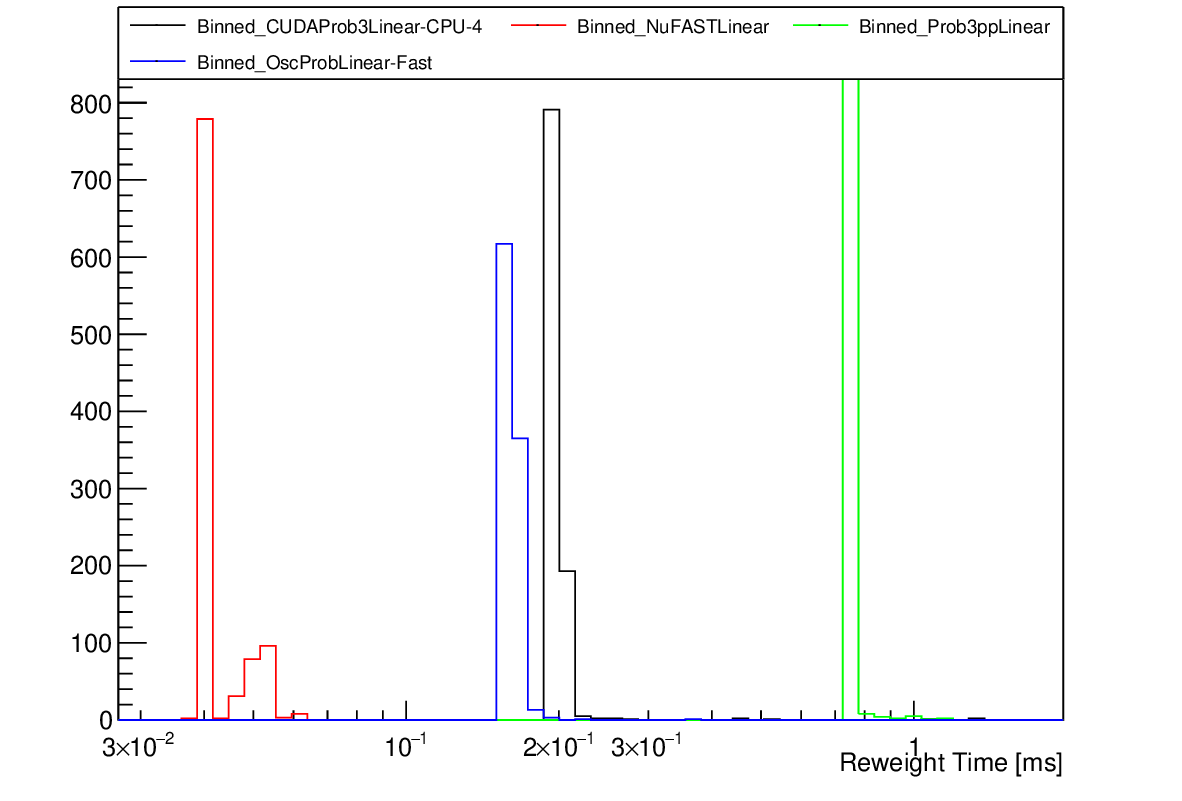 Binned_CUDAProb3Linear-CPU-4 Binned_NuFASTLinear Binned_Prob3ppLinear
Binned_OscProbLinear-Fast
800
700
600
500
400
300
200
100
0
3×10⁻² 10⁻¹ 2×10⁻¹ 3×10⁻¹ 1
Reweight Time [ms]